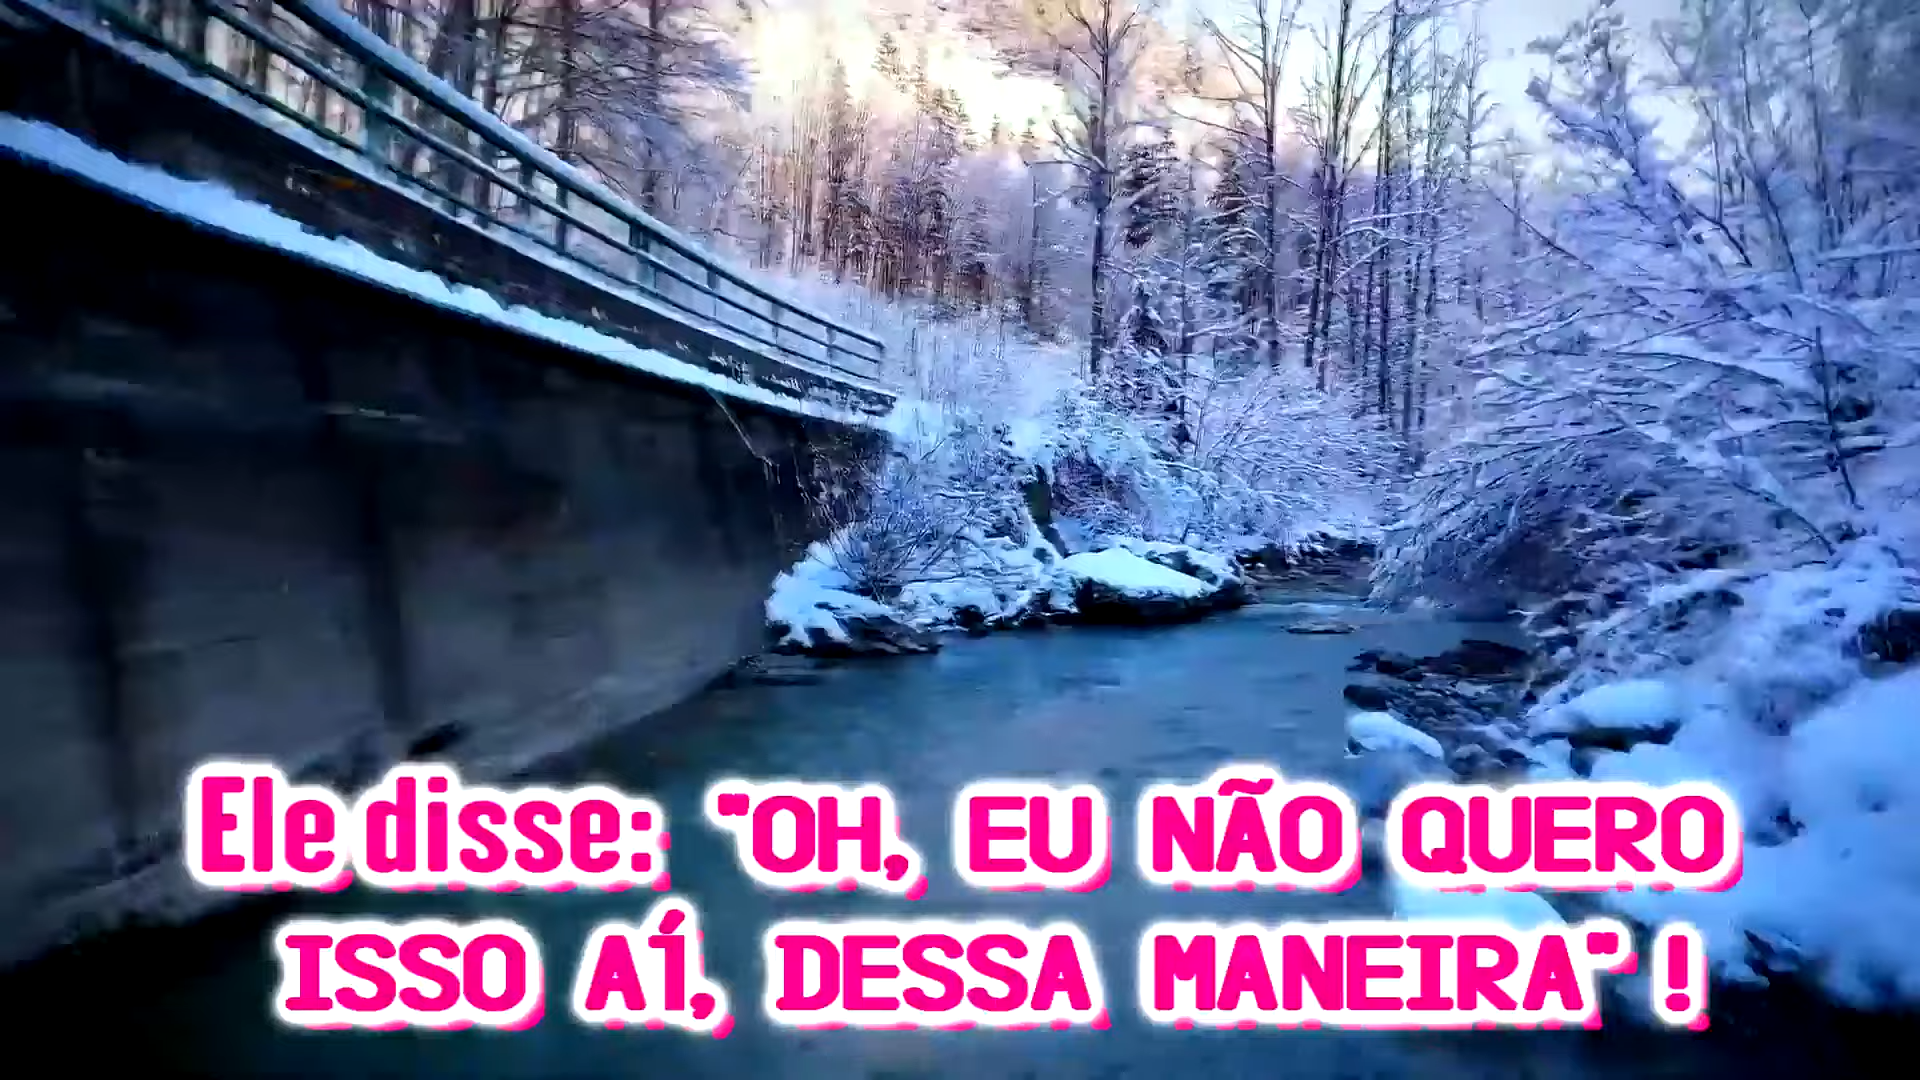 Ele disse: "OH, EU NÃO QUERO
ISSO AÍ, DESSA MANEIRA" !